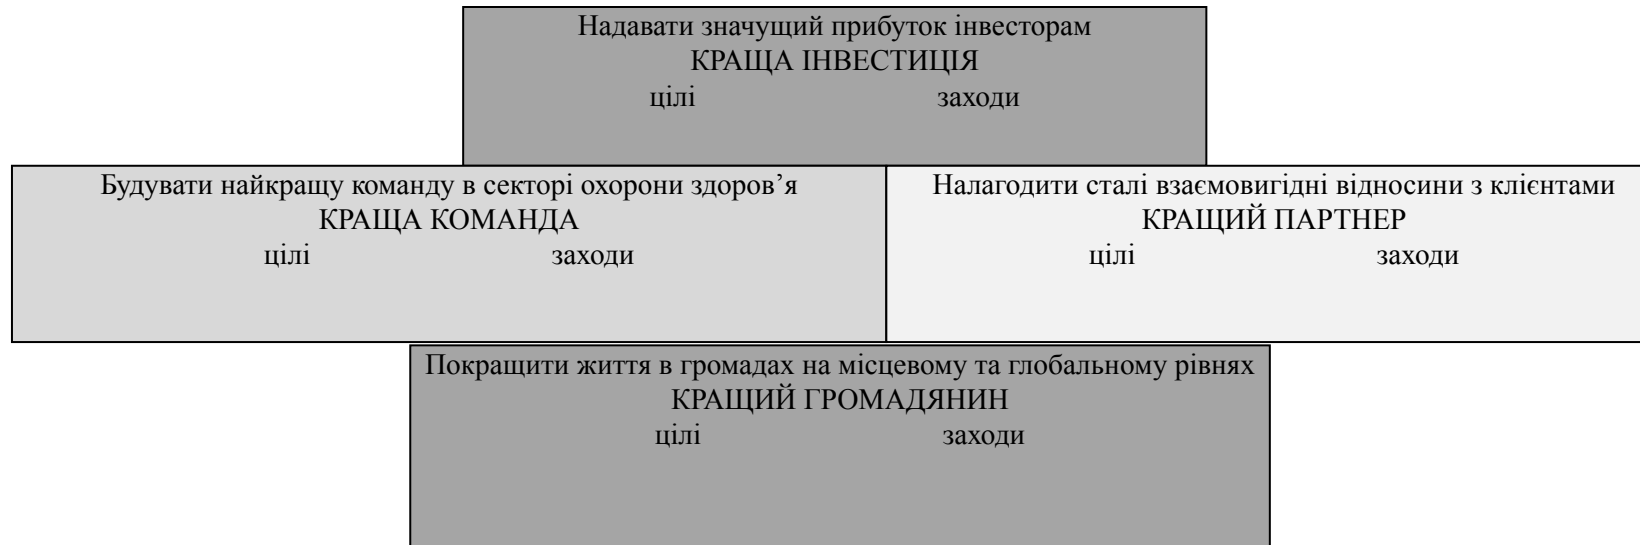 Надавати значущий прибуток інвесторам
КРАЩА ІНВЕСТИЦІЯ
цілі заходи
Будувати найкращу команду в секторі охорони здоров’я
КРАЩА КОМАНДА
цілі заходи
Налагодити сталі взаємовигідні відносини з клієнтами
КРАЩИЙ ПАРТНЕР
цілі заходи
Покращити життя в громадах на місцевому та глобальному рівнях
КРАЩИЙ ГРОМАДЯНИН
цілі заходи